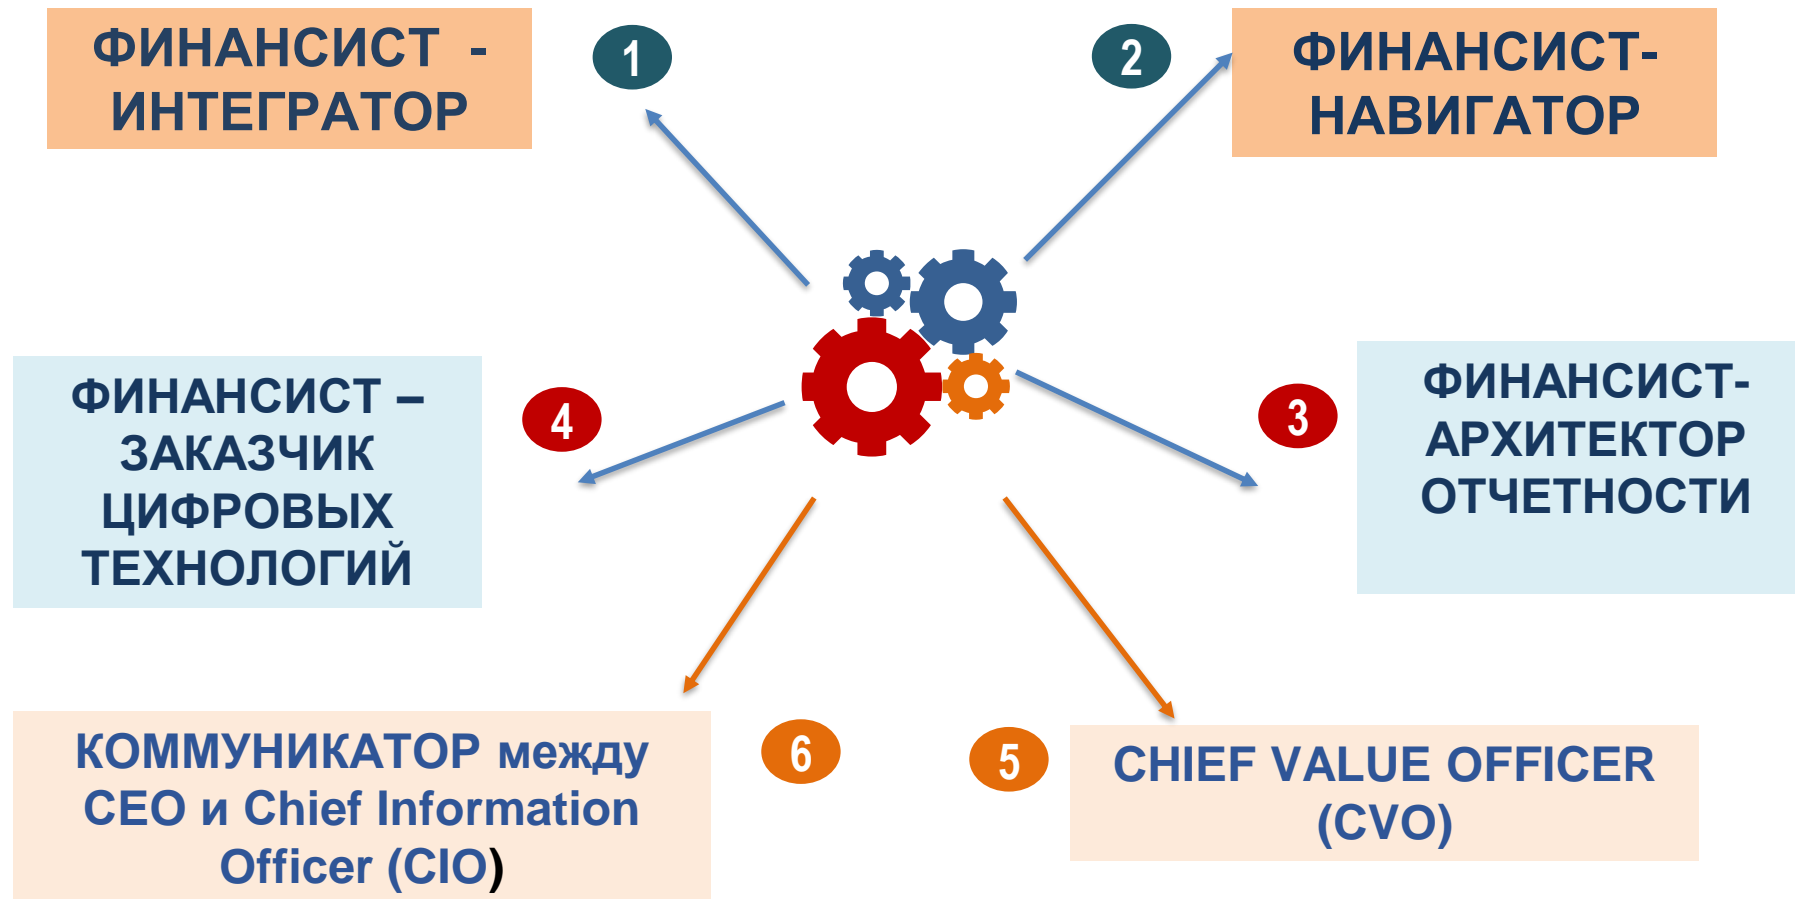 ФИНАНСИСТ -
ИНТЕГРАТОР
1
2
ФИНАНСИСТ-
НАВИГАТОР
ФИНАНСИСТ –
ЗАКАЗЧИК
ЦИФРОВЫХ
ТЕХНОЛОГИЙ
4
3
ФИНАНСИСТ-
АРХИТЕКТОР
ОТЧЕТНОСТИ
КОММУНИКАТОР между
CEO и Chief Information
Officer (CIO)
6
5
CHIEF VALUE OFFICER
(CVO)